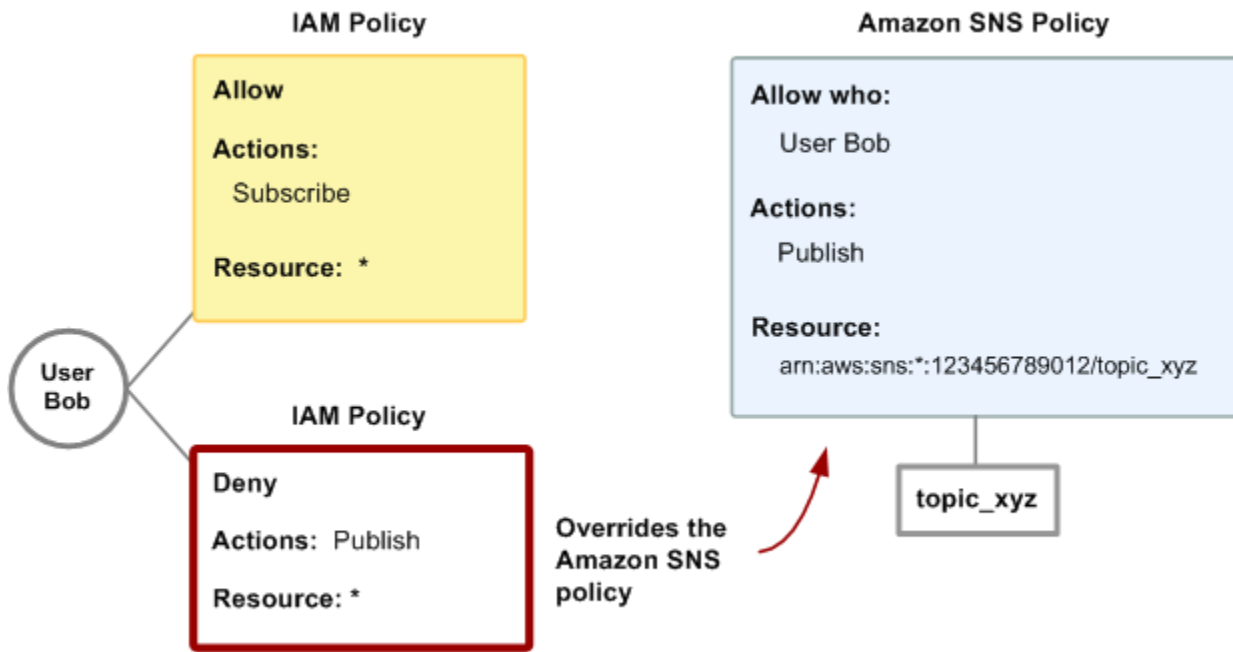 IAM Policy
Allow
Actions:
Subscribe
Resource: *
User
Bob
IAM Policy
Deny
Actions: Publish
Resource: *
Overrides the
Amazon SNS
policy
Amazon SNS Policy
Allow who:
User Bob
Actions:
Publish
Resource:
arn:aws:sns:*:123456789012/topic_xyz
topic_xyz